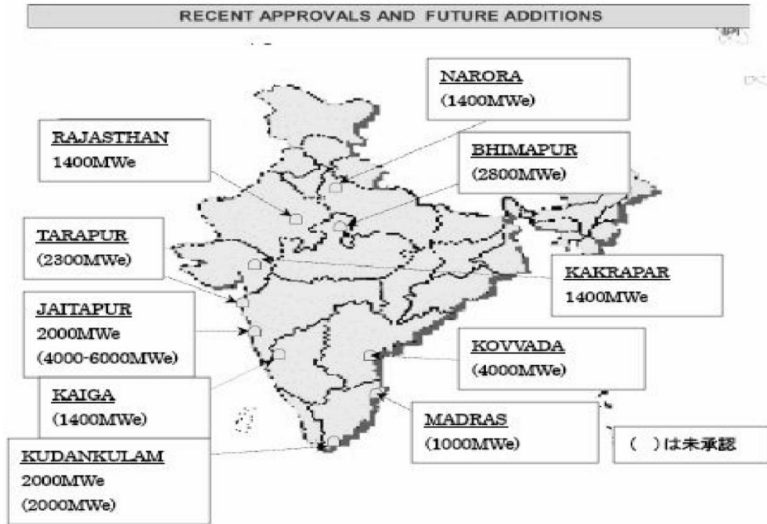 RECENT APPROVALS AND FUTURE ADDITIONS
NARORA
(1400MWe)
RAJASTHAN
1400MWe
BHIMAPUR
(2800MWe)
TARAPUR
(2300MWe)
KAKRAPAR
1400MWe
JAITAPUR
2000MWe
(4000-6000MWe)
KOVVADA
(4000MWe)
KAIGA
(1400MWe)
MADRAS
(1000MWe)
( )は未承認
KUDANKULAM
2000MWe
(2000MWe)